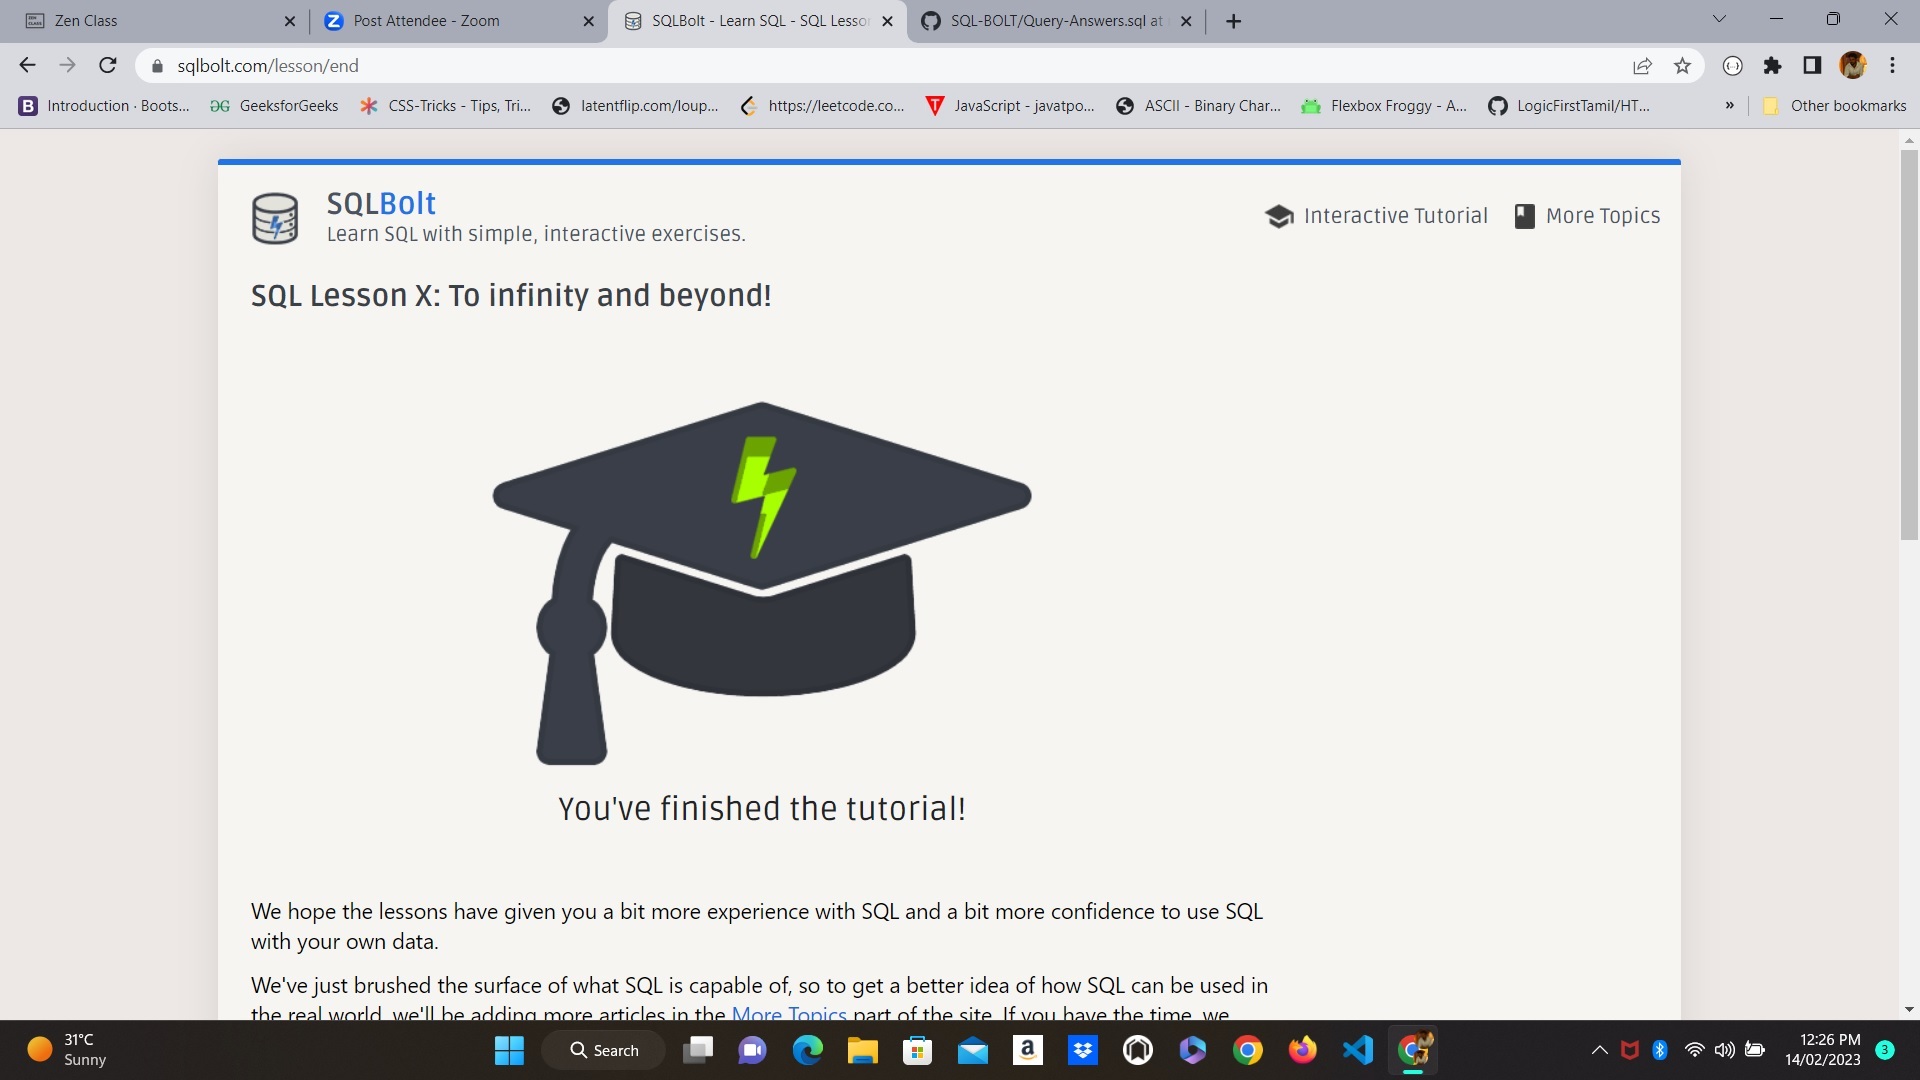 Zen Class
Post Attendee - Zoom
SQLBolt - Learn SQL - SQL Lesso
SQL-BOLT/Query-Answers.sql at
sqlbolt.com/lesson/end
Introduction · Boots...
GeeksforGeeks
CSS-Tricks - Tips, Tri...
latentflip.com/loup...
https://leetcode.co...
JavaScript - javatpo...
ASCII - Binary Char...
Flexbox Froggy - A...
LogicFirstTamil/HT...
»
Other bookmarks
SQLBolt
Learn SQL with simple, interactive exercises.
Interactive Tutorial
More Topics
SQL Lesson X: To infinity and beyond!
You've finished the tutorial!
We hope the lessons have given you a bit more experience with SQL and a bit more confidence to use SQL
with your own data.
We've just brushed the surface of what SQL is capable of, so to get a better idea of how SQL can be used in
the real world, we'll be adding more articles in the More Topics part of the site. If you have the time, we
31°C
Sunny
Search
12:26 PM
14/02/2023
3